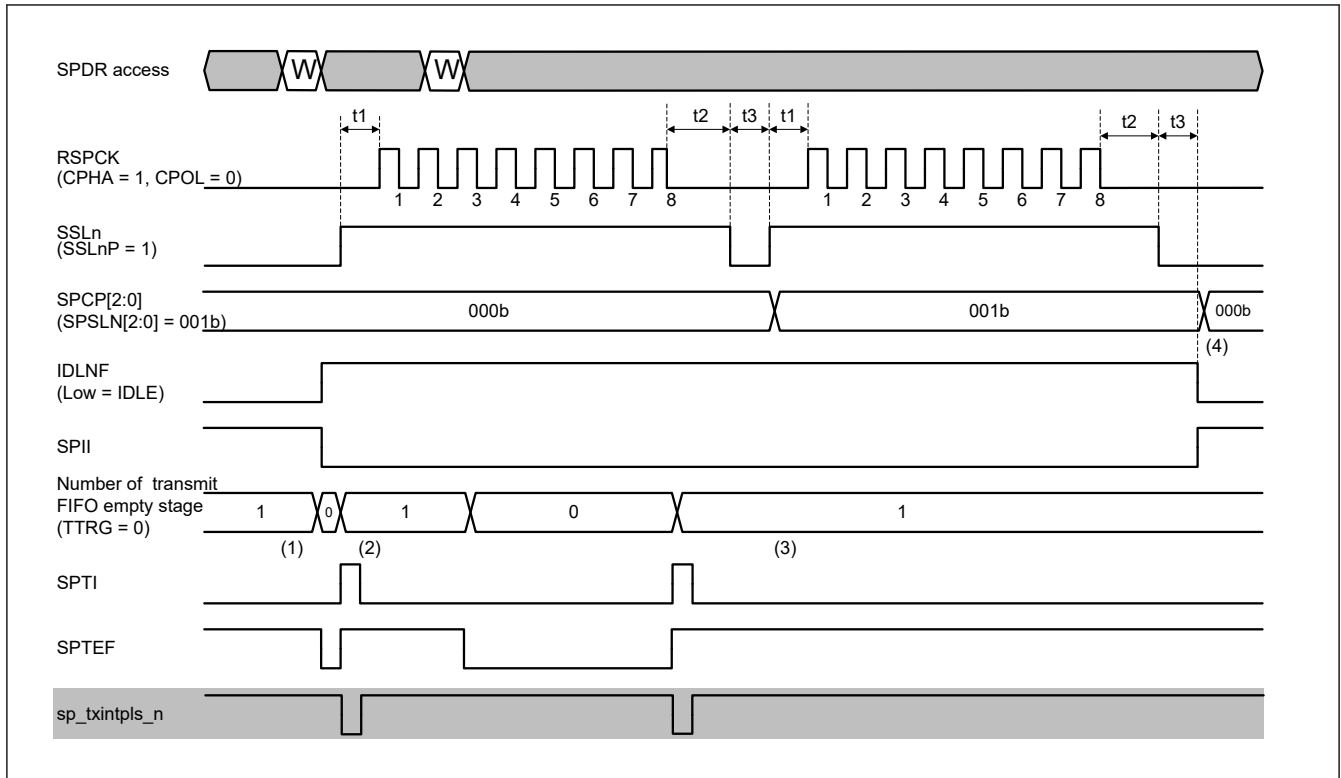 SPDR access
W
W
t1
t2
t3
t1
t2
t3
RSPCK
(CPHA = 1, CPOL = 0)
1 2 3 4 5 6 7 8
1 2 3 4 5 6 7 8
SSLn
(SSLnP = 1)
SPCP[2:0]
(SPSLN[2:0] = 001b)
000b
001b
000b
(4)
IDLNF
(Low = IDLE)
SPII
Number of transmit
FIFO empty stage
(TTRG = 0)
1
0
1
0
1
(1)
(2)
(3)
SPTI
SPTEF
sp_txintpls_n